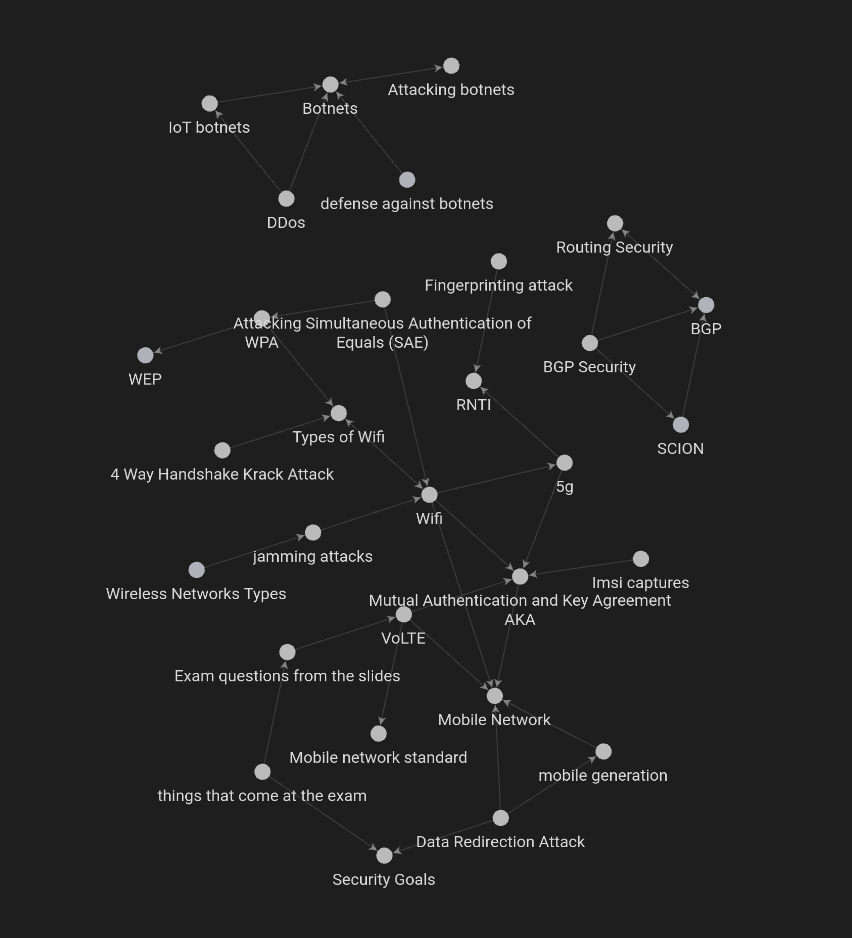 Attacking botnets
Botnets
IoT botnets
defense against botnets
DDos
Routing Security
Fingerprinting attack
Attacking Simultaneous Authentication of
Equals (SAE)
BGP
WPA
BGP Security
WEP
RNTI
Types of Wifi
SCION
4 Way Handshake Krack Attack
5g
Wifi
jamming attacks
Imsi captures
Wireless Networks Types
Mutual Authentication and Key Agreement
AKA
VoLTE
Exam questions from the slides
Mobile Network
Mobile network standard
mobile generation
things that come at the exam
Data Redirection Attack
Security Goals